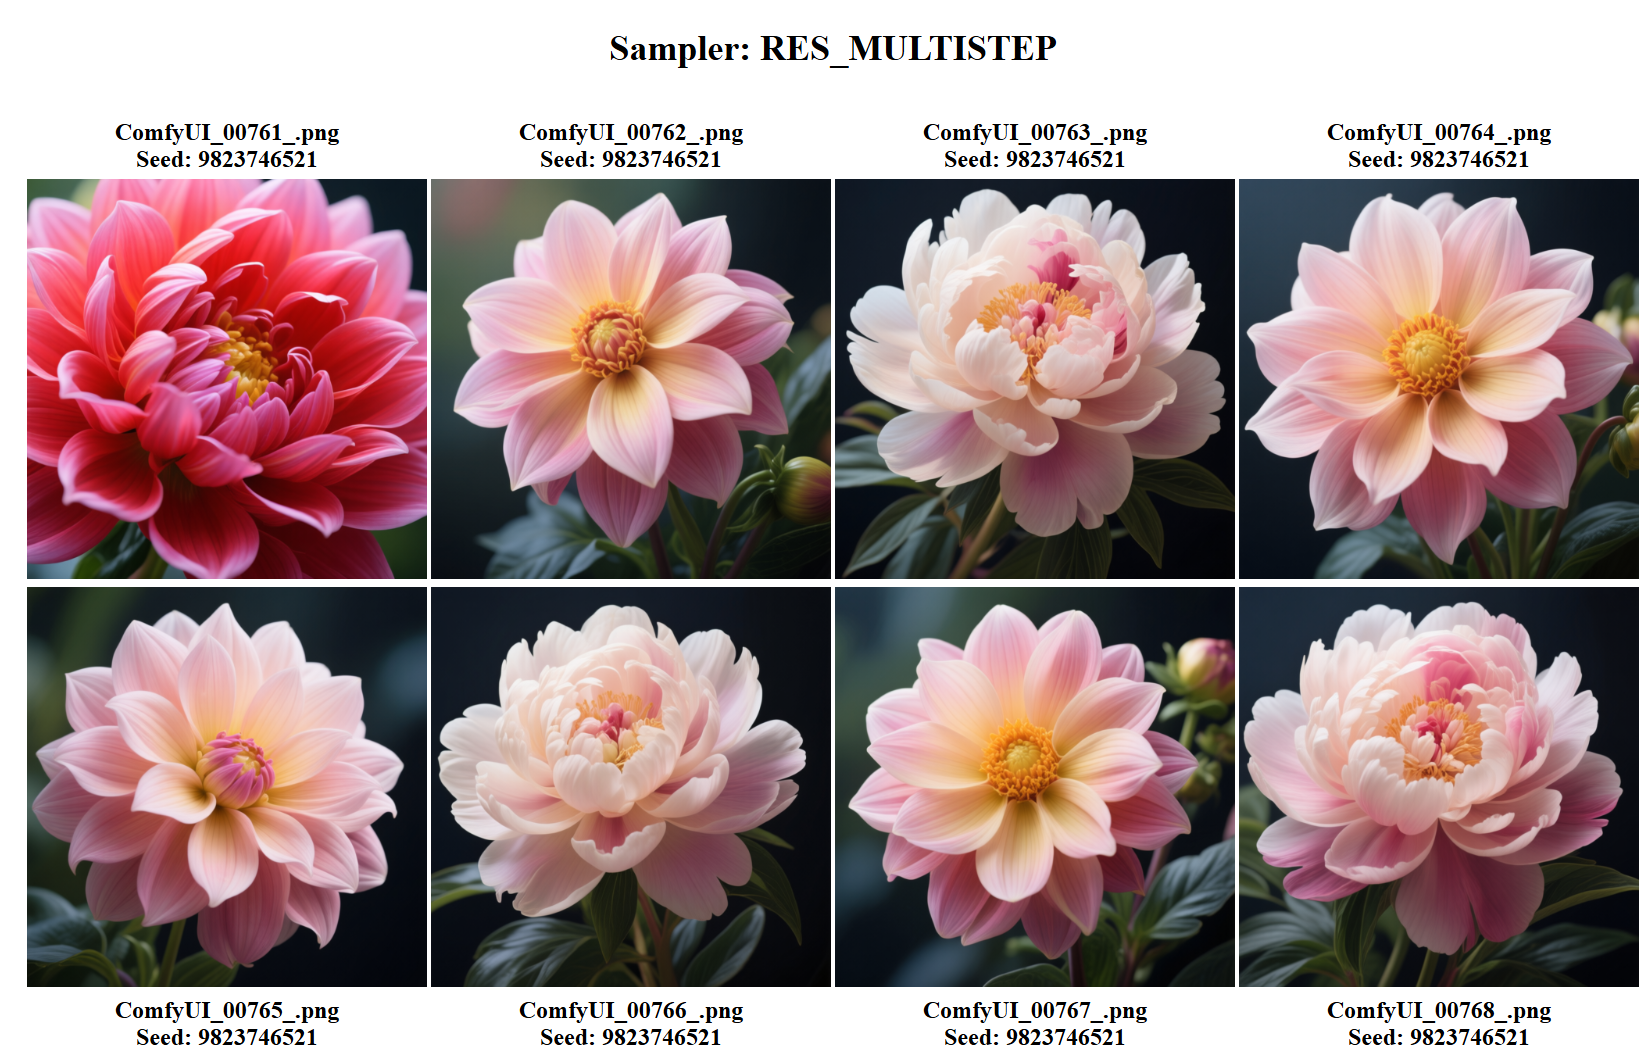 Sampler: RES_MULTISTEP
ComfyUI_00761_.png
Seed: 9823746521
ComfyUI_00762_.png
Seed: 9823746521
ComfyUI_00763_.png
Seed: 9823746521
ComfyUI_00764_.png
Seed: 9823746521
ComfyUI_00765_.png
Seed: 9823746521
ComfyUI_00766_.png
Seed: 9823746521
ComfyUI_00767_.png
Seed: 9823746521
ComfyUI_00768_.png
Seed: 9823746521